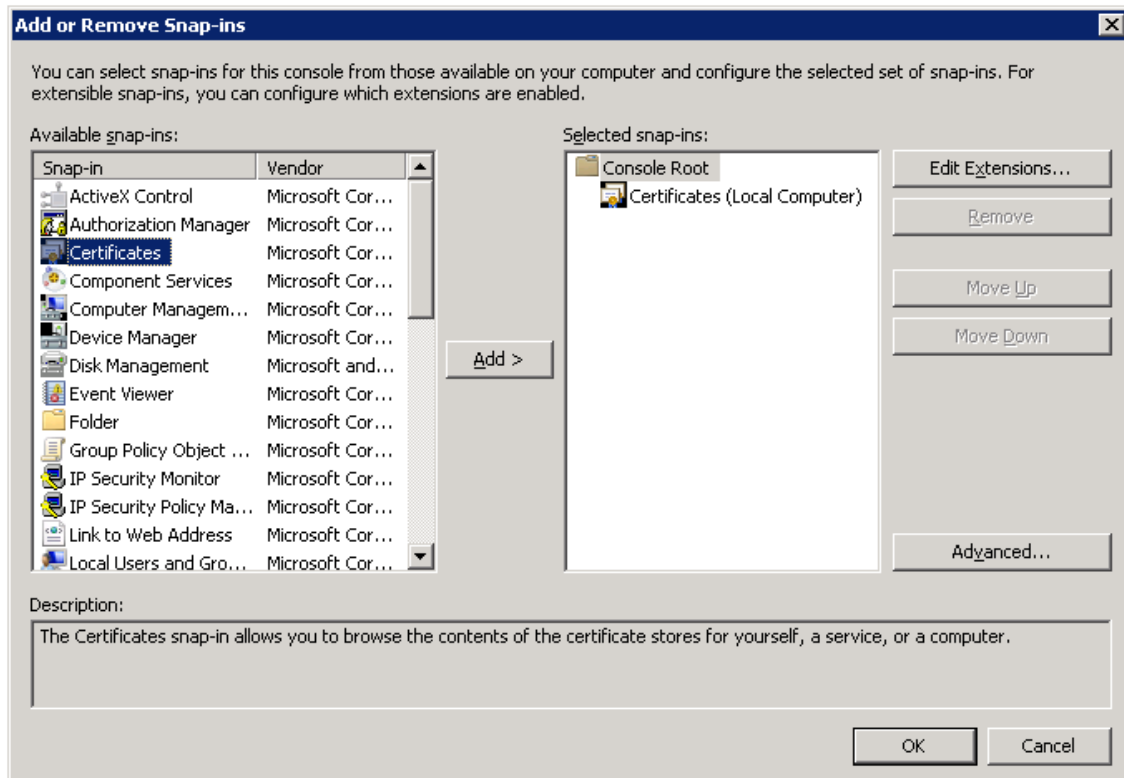 Add or Remove Snap-ins
You can select snap-ins for this console from those available on your computer and configure the selected set of snap-ins. For
extensible snap-ins, you can configure which extensions are enabled.
Available snap-ins:
Snap-in Vendor
ActiveX Control Microsoft Cor...
Authorization Manager Microsoft Cor...
Certificates Microsoft Cor...
Component Services Microsoft Cor...
Computer Managem... Microsoft Cor...
Device Manager Microsoft Cor...
Disk Management Microsoft and...
Event Viewer Microsoft Cor...
Folder Microsoft Cor...
Group Policy Object ... Microsoft Cor...
IP Security Monitor Microsoft Cor...
IP Security Policy Ma... Microsoft Cor...
Link to Web Address Microsoft Cor...
Local Users and Gro... Microsoft Cor...
Add >
Selected snap-ins:
Console Root
Certificates (Local Computer)
Edit Extensions...
Remove
Move Up
Move Down
Advanced...
Description:
The Certificates snap-in allows you to browse the contents of the certificate stores for yourself, a service, or a computer.
OK Cancel